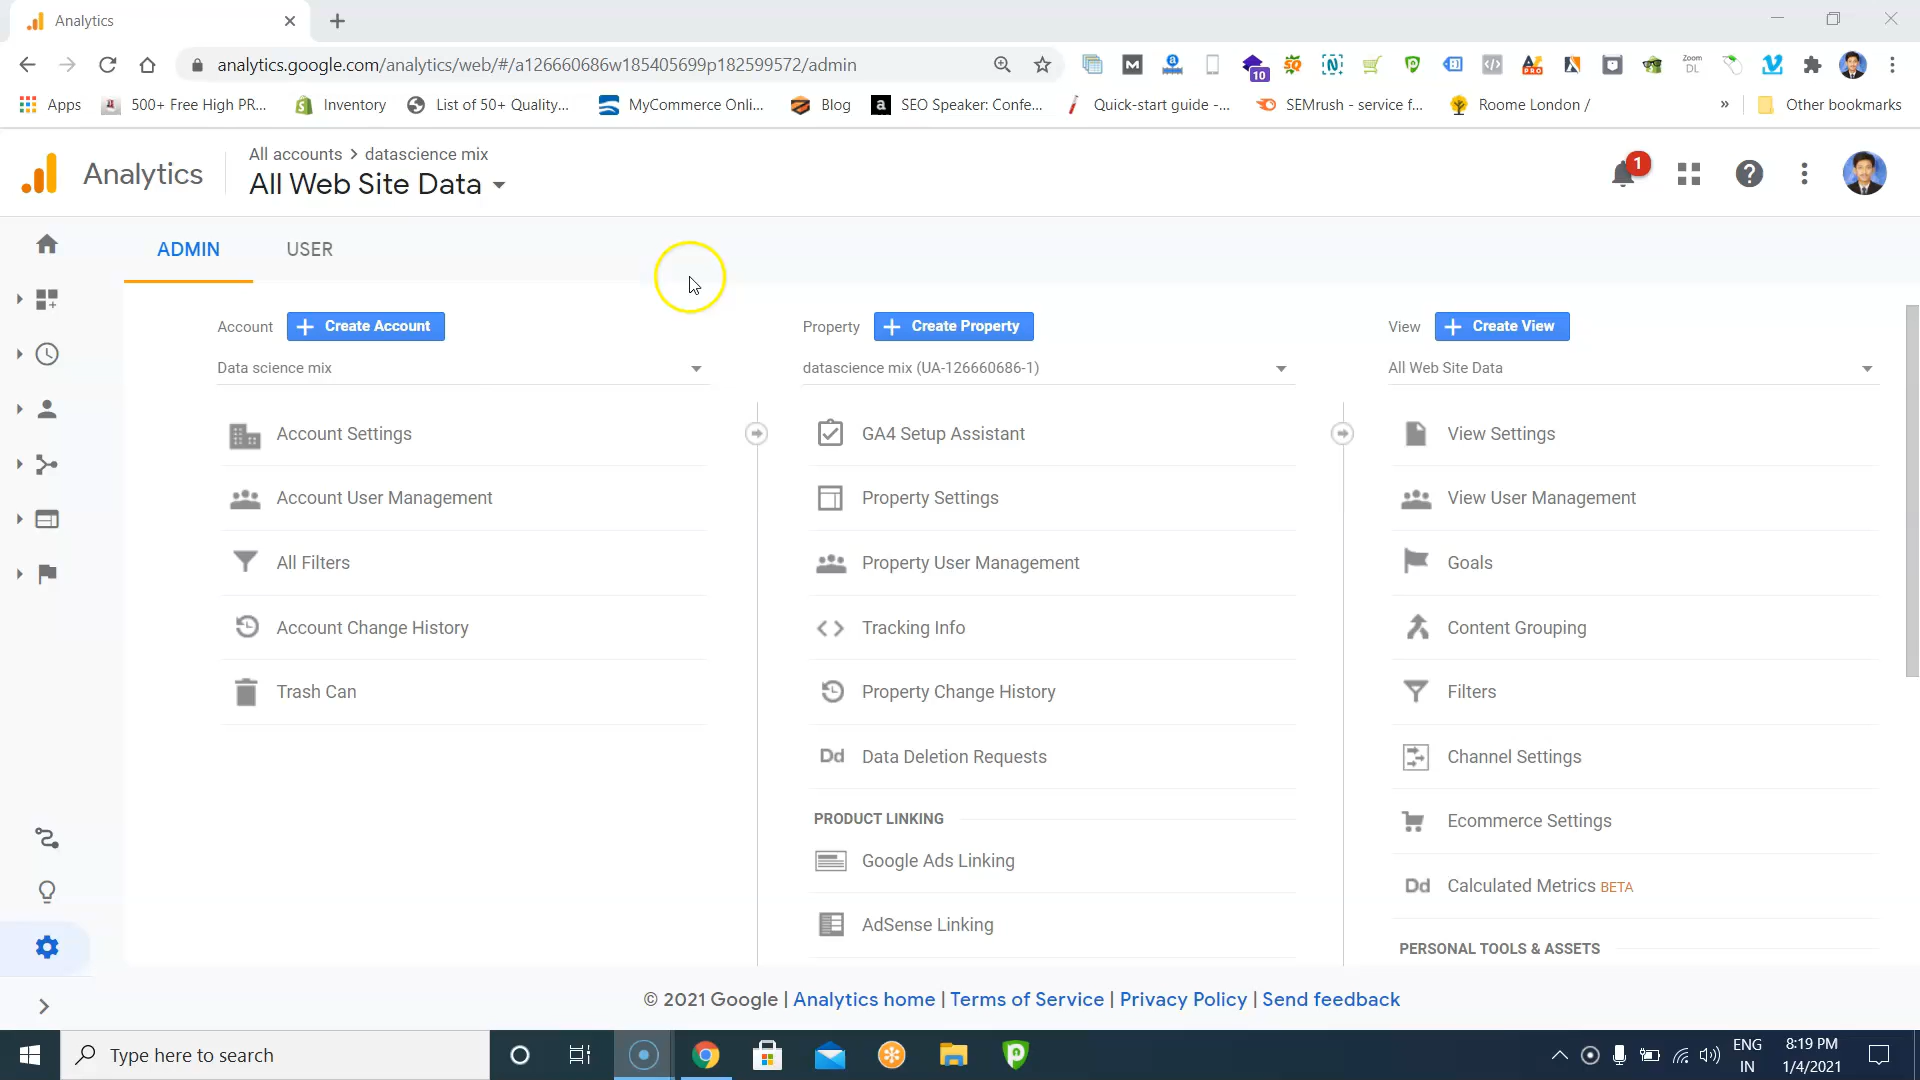 Analytics
analytics.google.com/analytics/web/#/a126660686w185405699p182599572/admin
10
Zoom DL
Apps
500+ Free High PR...
Inventory
List of 50+ Quality...
MyCommerce Onli...
Blog
SEO Speaker: Confe...
Quick-start guide -...
SEMrush - service f...
Roome London /
»
Other bookmarks
Analytics
All accounts > datascience mix
All Web Site Data
1
ADMIN
USER
Account
+ Create Account
Data science mix
Account Settings
Account User Management
All Filters
Account Change History
Trash Can
Property
+ Create Property
datascience mix (UA-126660686-1)
GA4 Setup Assistant
Property Settings
Property User Management
Tracking Info
Property Change History
Dd Data Deletion Requests
PRODUCT LINKING
Google Ads Linking
AdSense Linking
View
+ Create View
All Web Site Data
View Settings
View User Management
Goals
Content Grouping
Filters
Channel Settings
Ecommerce Settings
Dd Calculated Metrics BETA
PERSONAL TOOLS & ASSETS
© 2021 Google | Analytics home | Terms of Service | Privacy Policy | Send feedback
Type here to search
ENG
IN
8:19 PM
1/4/2021